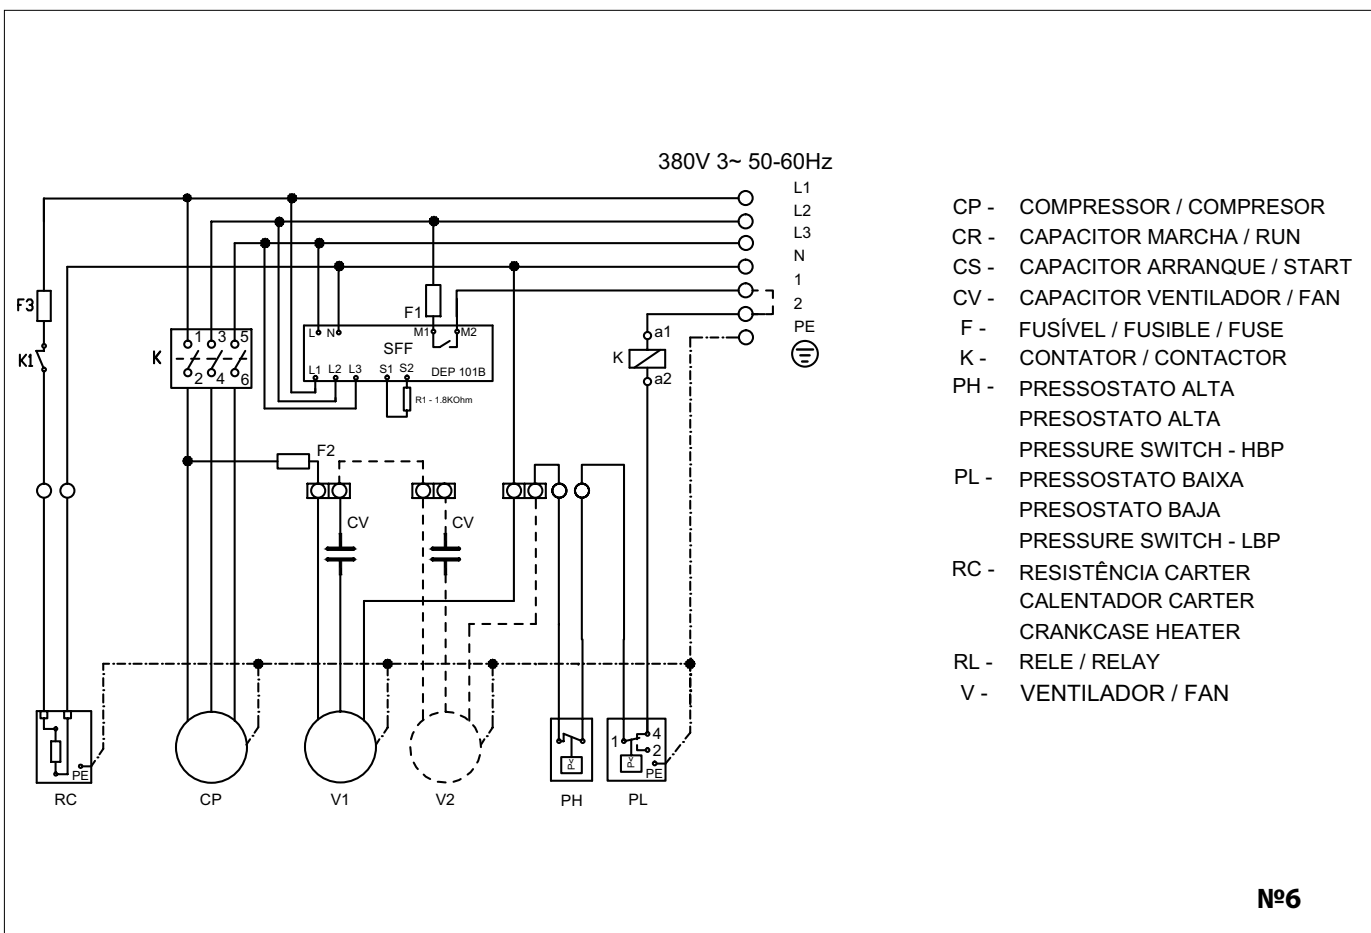 380V 3~ 50-60Hz
L1
L2
L3
N
1
2
PE
F3
K1
K
1 3 5
2 4 6
F1
L N M1 M2
SFF
L1 L2 L3 S1 S2 DEP 101B
R1 - 1.8KOhm
a1
K
a2
F2
CV
CV
PE
P<
1
4
2
P<
PE
RC
CP
V1
V2
PH
PL
CP - COMPRESSOR / COMPRESOR
CR - CAPACITOR MARCHA / RUN
CS - CAPACITOR ARRANQUE / START
CV - CAPACITOR VENTILADOR / FAN
F - FUSÍVEL / FUSIBLE / FUSE
K - CONTATOR / CONTACTOR
PH - PRESSOSTATO ALTA
PRESOSTATO ALTA
PRESSURE SWITCH - HBP
PL - PRESSOSTATO BAIXA
PRESOSTATO BAJA
PRESSURE SWITCH - LBP
RC - RESISTÊNCIA CARTER
CALENTADOR CARTER
CRANKCASE HEATER
RL - RELE / RELAY
V - VENTILADOR / FAN
№6